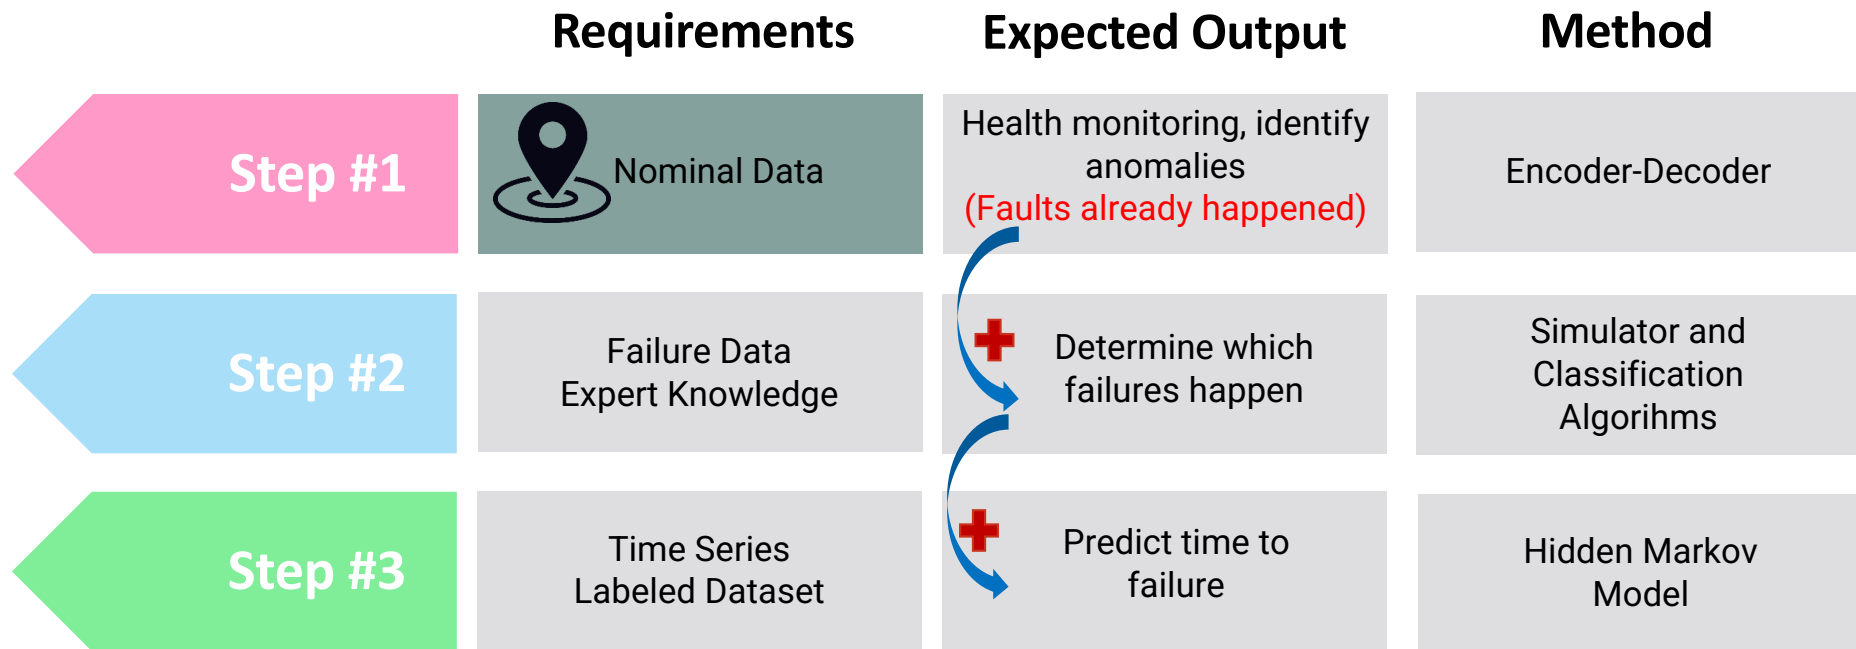 Requirements
Expected Output
Method
Step #1
Nominal Data
Health monitoring, identify
anomalies
(Faults already happened)
Encoder-Decoder
Step #2
Failure Data
Expert Knowledge
Determine which
failures happen
Simulator and
Classification
Algorihms
Step #3
Time Series
Labeled Dataset
Predict time to
failure
Hidden Markov
Model